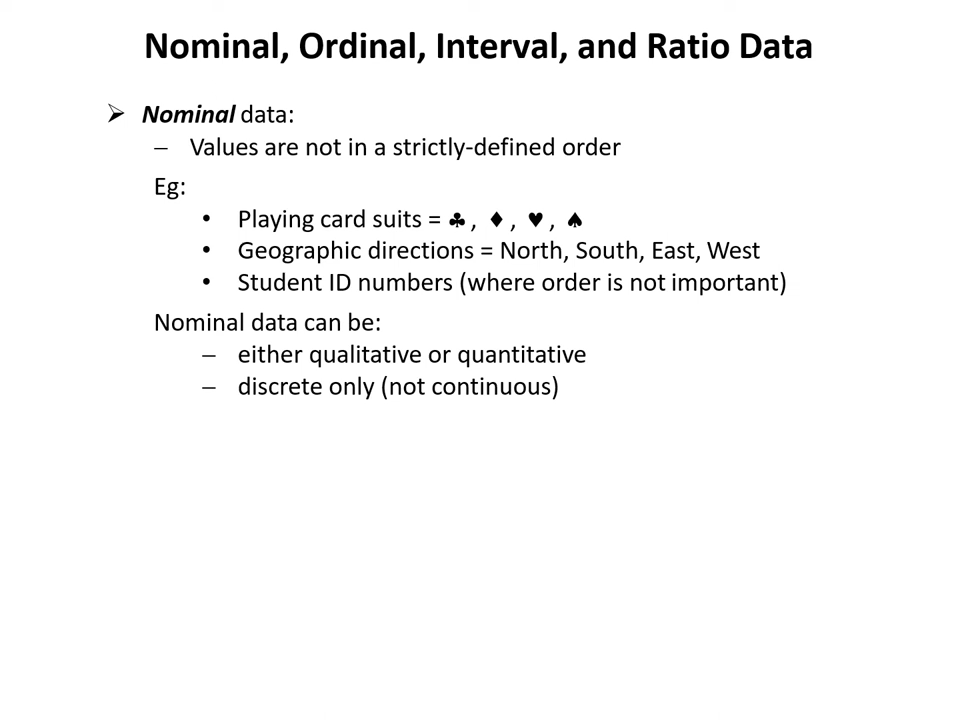 Nominal, Ordinal, Interval, and Ratio Data
➢ Nominal data:
– Values are not in a strictly-defined order
Eg:
• Playing card suits = ♣, ♦, ♥, ♠
• Geographic directions = North, South, East, West
• Student ID numbers (where order is not important)
Nominal data can be:
– either qualitative or quantitative
– discrete only (not continuous)